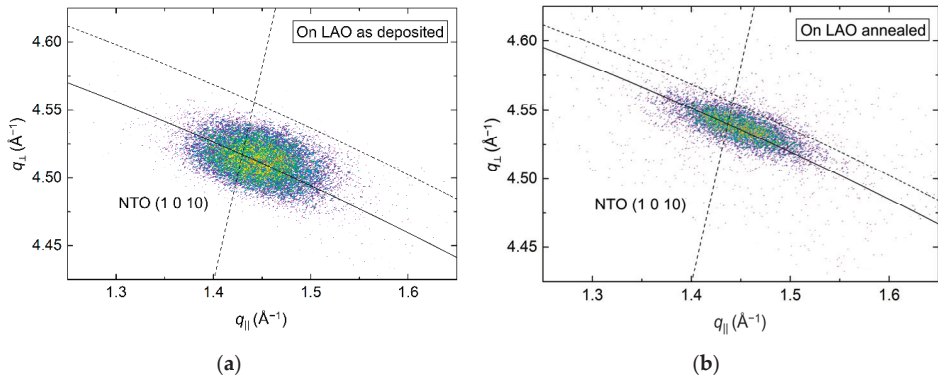 On LAO as deposited
4.60
4.55
4.50
4.45
q⊥ (Å⁻¹)
NTO (1 0 10)
1.3 1.4 1.5 1.6
q|| (Å⁻¹)
(a)
On LAO annealed
4.60
4.55
4.50
4.45
q⊥ (Å⁻¹)
NTO (1 0 10)
1.3 1.4 1.5 1.6
q|| (Å⁻¹)
(b)